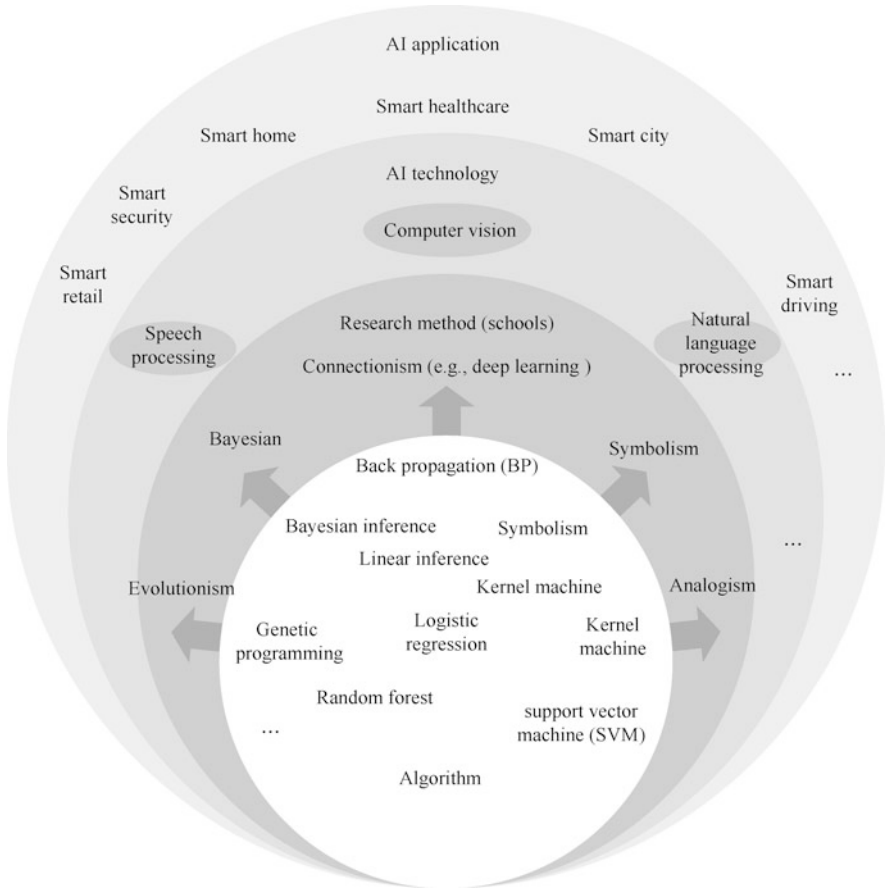 AI application
Smart healthcare
Smart home
Smart city
AI technology
Smart
security
Computer vision
Smart
retail
Smart
driving
Research method (schools)
Speech
processing
Natural
language
processing
Connectionism (e.g., deep learning )
...
Bayesian
Symbolism
Back propagation (BP)
Bayesian inference
Symbolism
...
Linear inference
Evolutionism
Kernel machine
Analogism
Genetic
programming
Logistic
regression
Kernel
machine
Random forest
support vector
machine (SVM)
...
Algorithm